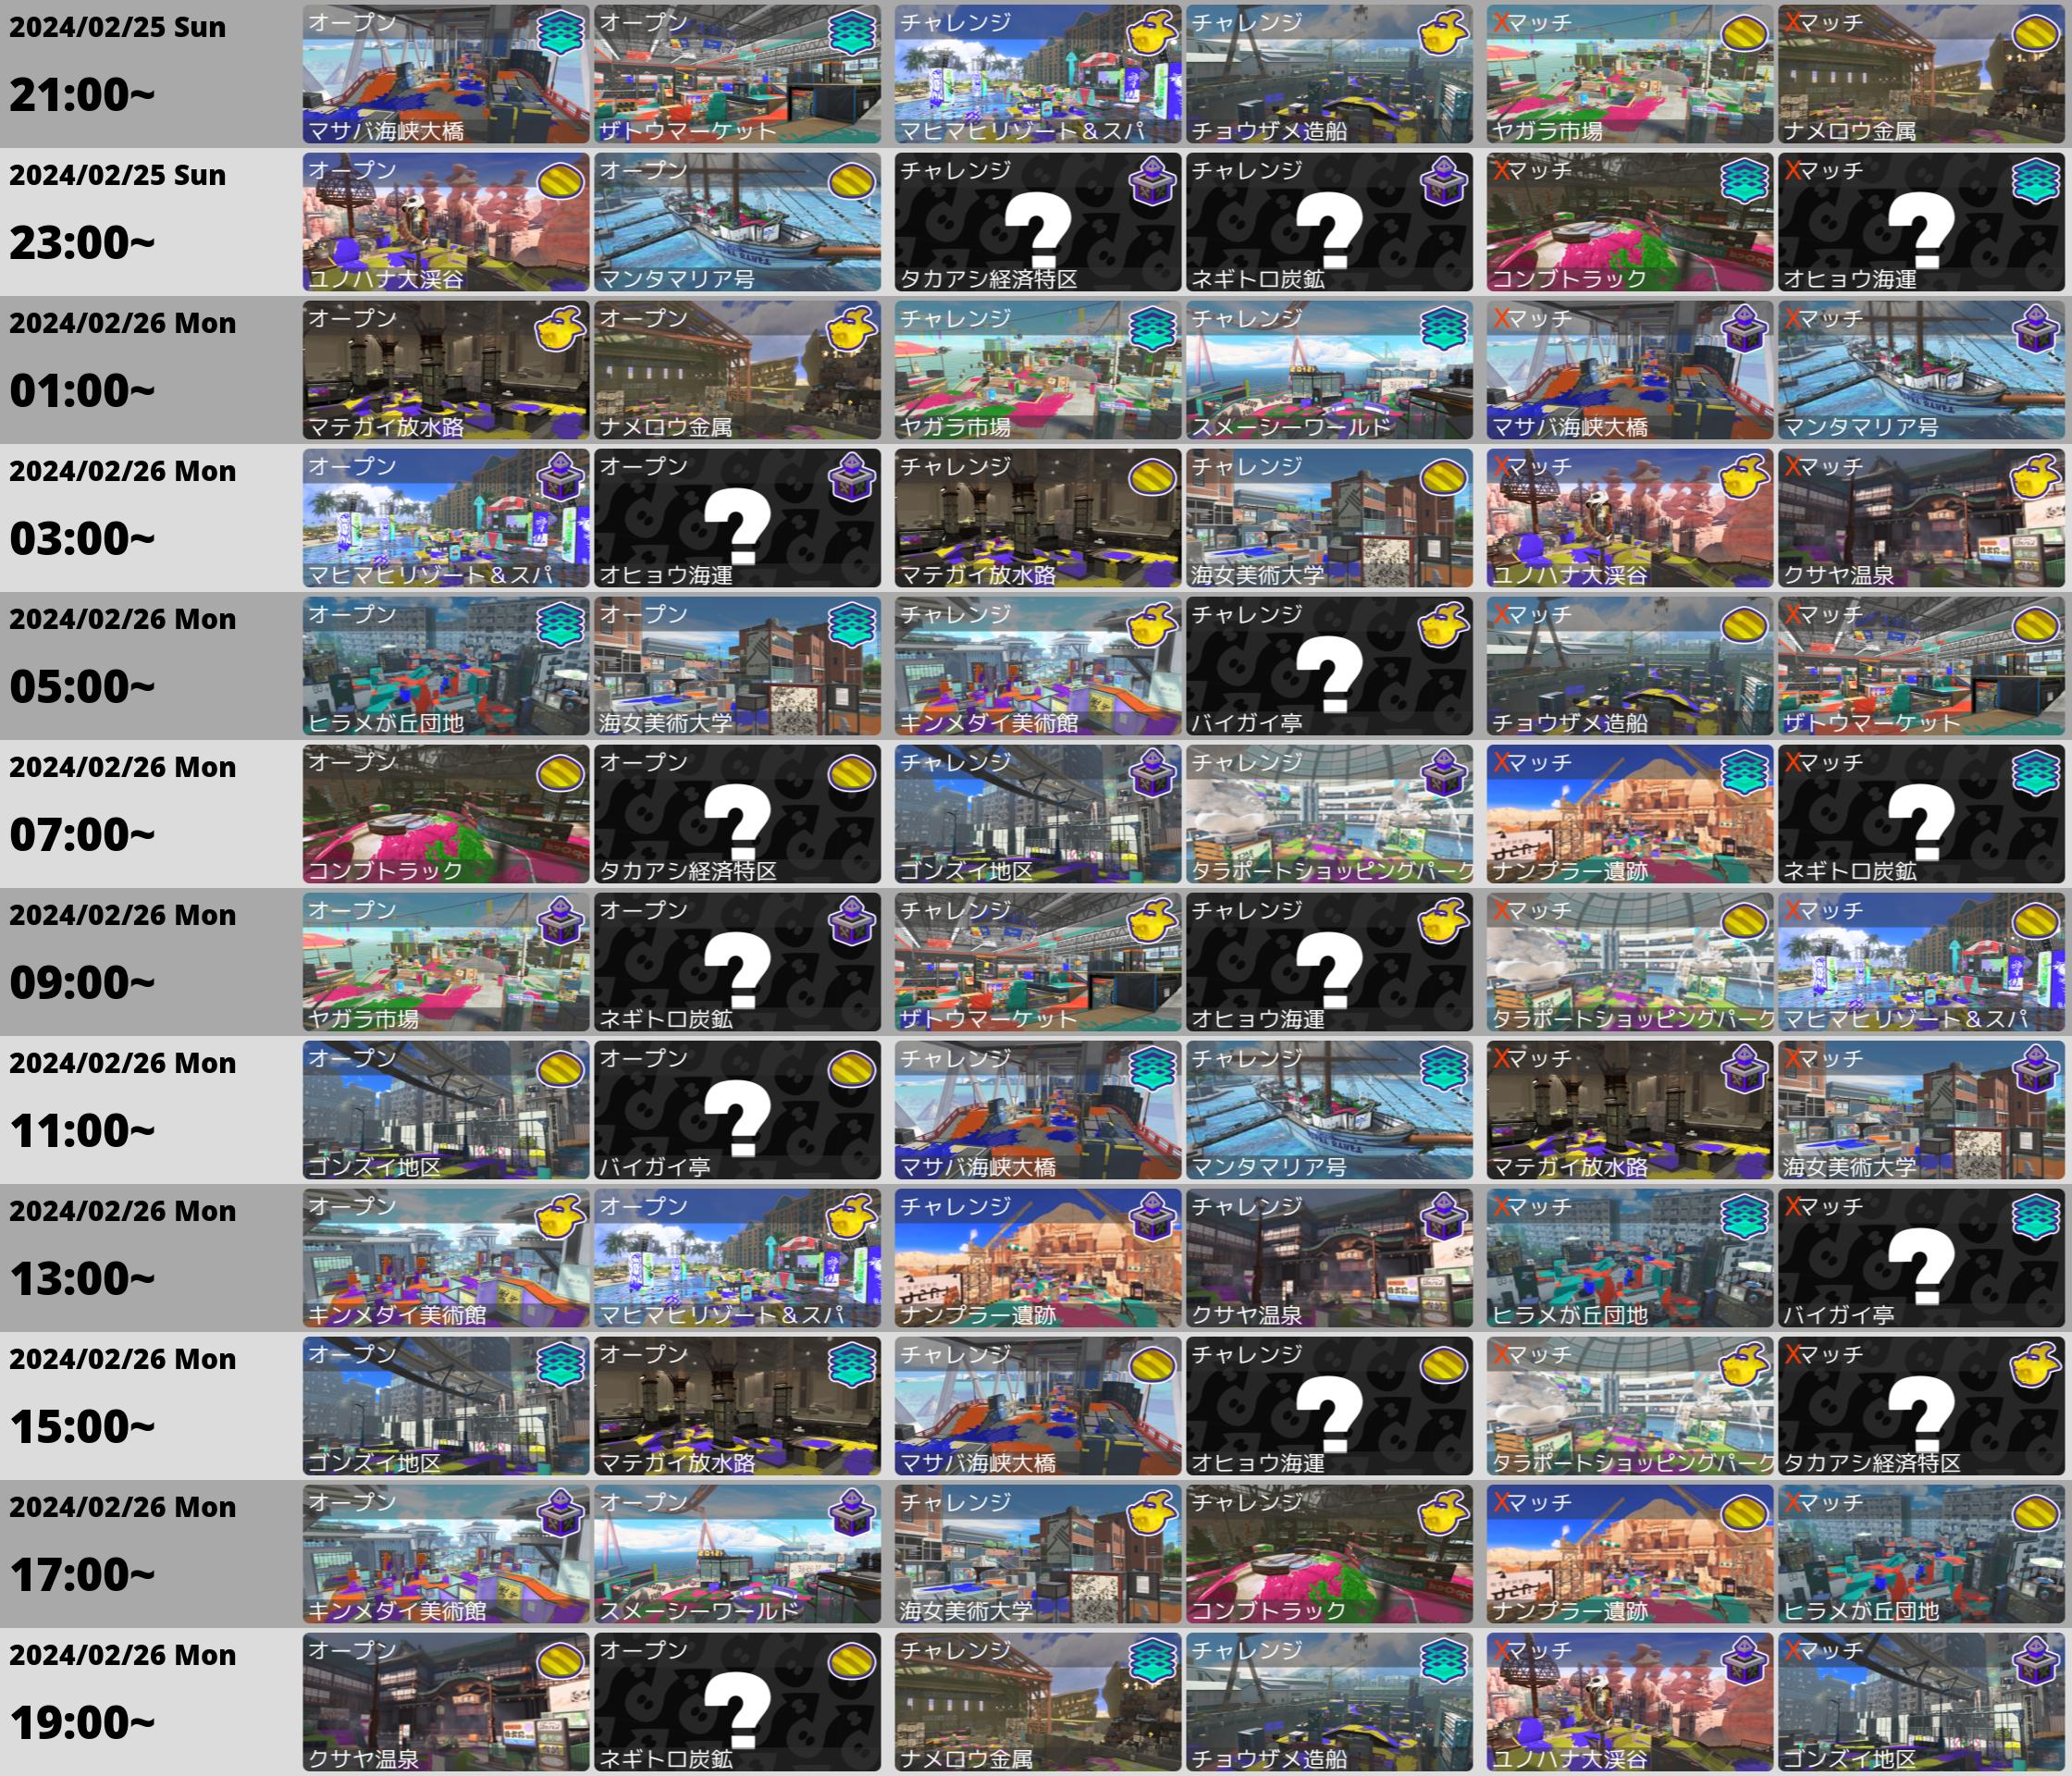 2024/02/25 Sun
21:00~
オープン オープン チャレンジ チャレンジ Xマッチ Xマッチ
マサバ海峡大橋 ザトウマーケット マヒマヒリゾート＆スパ チョウザメ造船 ヤガラ市場 ナメロウ金属
2024/02/25 Sun
23:00~
オープン オープン チャレンジ チャレンジ Xマッチ Xマッチ
? ? ?
ユノハナ大渓谷 マンタマリア号 タカアシ経済特区 ネギトロ炭鉱 コンブトラック オヒョウ海運
2024/02/26 Mon
01:00~
オープン オープン チャレンジ チャレンジ Xマッチ Xマッチ
マテガイ放水路 ナメロウ金属 ヤガラ市場 スメーシーワールド マサバ海峡大橋 マンタマリア号
2024/02/26 Mon
03:00~
オープン オープン チャレンジ チャレンジ Xマッチ Xマッチ
?
マヒマヒリゾート＆スパ オヒョウ海運 マテガイ放水路 海女美術大学 ユノハナ大渓谷 クサヤ温泉
2024/02/26 Mon
05:00~
オープン オープン チャレンジ チャレンジ Xマッチ Xマッチ
?
ヒラメが丘団地 海女美術大学 キンメダイ美術館 バイガイ亭 チョウザメ造船 ザトウマーケット
2024/02/26 Mon
07:00~
オープン オープン チャレンジ チャレンジ Xマッチ Xマッチ
? ?
コンブトラック タカアシ経済特区 ゴンズイ地区 タラポートショッピングパーク ナンプラー遺跡 ネギトロ炭鉱
2024/02/26 Mon
09:00~
オープン オープン チャレンジ チャレンジ Xマッチ Xマッチ
? ?
ヤガラ市場 ネギトロ炭鉱 ザトウマーケット オヒョウ海運 タラポートショッピングパーク マヒマヒリゾート＆スパ
2024/02/26 Mon
11:00~
オープン オープン チャレンジ チャレンジ Xマッチ Xマッチ
?
ゴンズイ地区 バイガイ亭 マサバ海峡大橋 マンタマリア号 マテガイ放水路 海女美術大学
2024/02/26 Mon
13:00~
オープン オープン チャレンジ チャレンジ Xマッチ Xマッチ
?
キンメダイ美術館 マヒマヒリゾート＆スパ ナンプラー遺跡 クサヤ温泉 ヒラメが丘団地 バイガイ亭
2024/02/26 Mon
15:00~
オープン オープン チャレンジ チャレンジ Xマッチ Xマッチ
? ?
ゴンズイ地区 マテガイ放水路 マサバ海峡大橋 オヒョウ海運 タラポートショッピングパーク タカアシ経済特区
2024/02/26 Mon
17:00~
オープン オープン チャレンジ チャレンジ Xマッチ Xマッチ
キンメダイ美術館 スメーシーワールド 海女美術大学 コンブトラック ナンプラー遺跡 ヒラメが丘団地
2024/02/26 Mon
19:00~
オープン オープン チャレンジ チャレンジ Xマッチ Xマッチ
?
クサヤ温泉 ネギトロ炭鉱 ナメロウ金属 チョウザメ造船 ユノハナ大渓谷 ゴンズイ地区